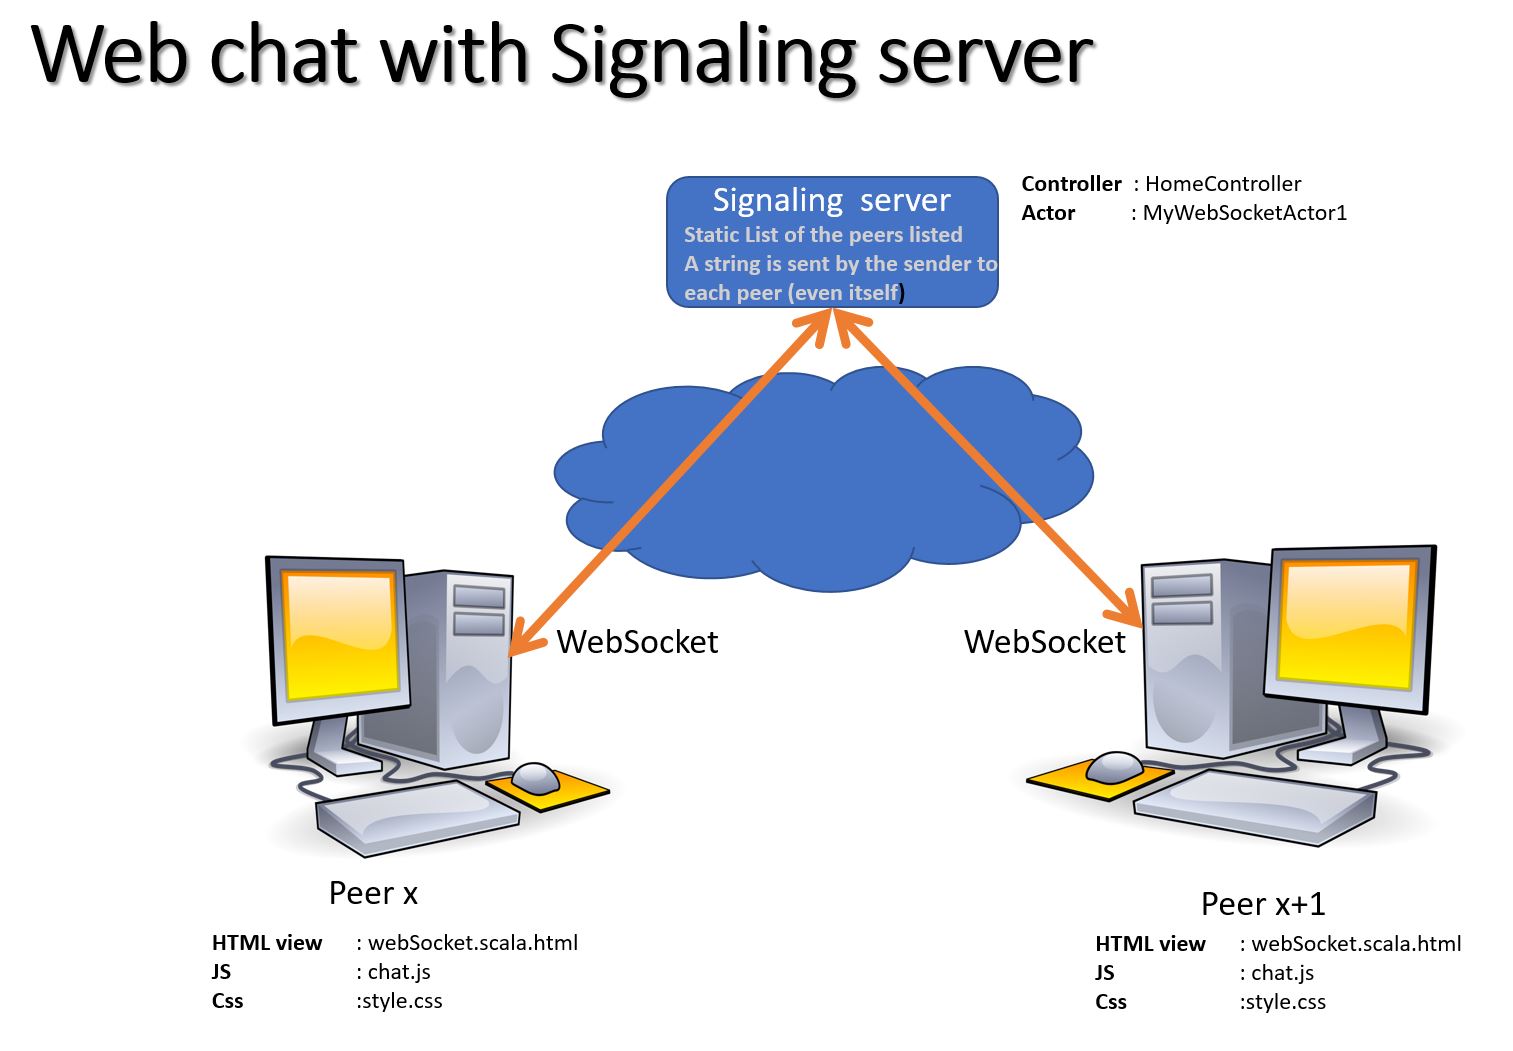 Web chat with Signaling server
Signaling server
Static List of the peers listed
A string is sent by the sender to
each peer (even itself)
Controller : HomeController
Actor : MyWebSocketActor1
WebSocket
WebSocket
Peer x
HTML view : webSocket.scala.html
JS : chat.js
Css :style.css
Peer x+1
HTML view : webSocket.scala.html
JS : chat.js
Css :style.css